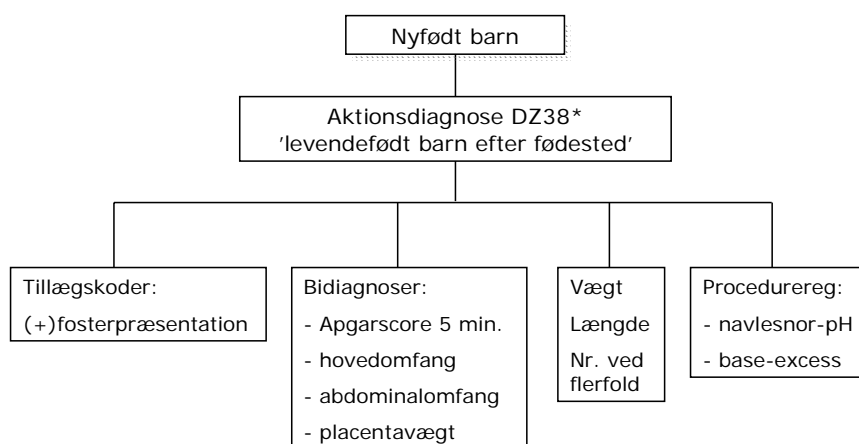 Nyfødt barn
Aktionsdiagnose DZ38*
’levendefødt barn efter fødested’
Tillægskoder:
(+)fosterpræsentation
Bidiagnoser:
- Apgarscore 5 min.
- hovedomfang
- abdominalomfang
- placentavægt
Vægt
Længde
Nr. ved
flerfold
Procedurereg:
- navlesnor-pH
- base-excess